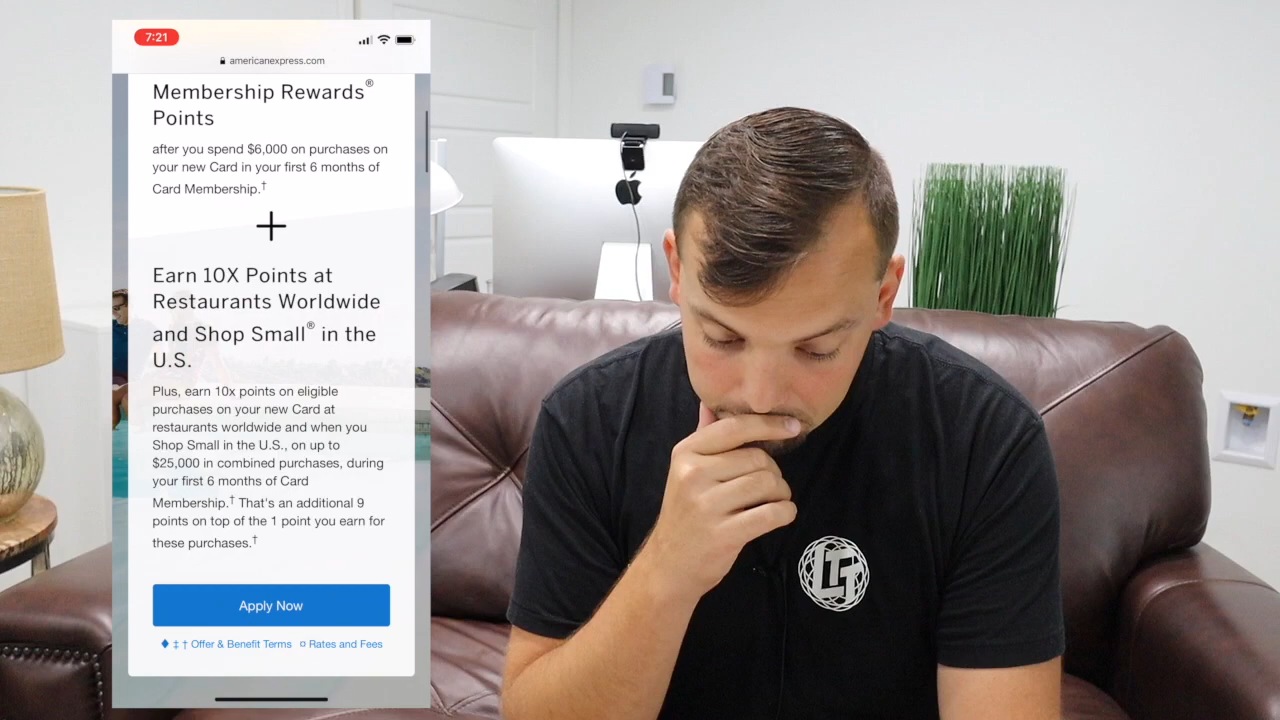 7:21
americanexpress.com
Membership Rewards®
Points
after you spend $6,000 on purchases on
your new Card in your first 6 months of
Card Membership.†
+
Earn 10X Points at
Restaurants Worldwide
and Shop Small® in the
U.S.
Plus, earn 10x points on eligible
purchases on your new Card at
restaurants worldwide and when you
Shop Small in the U.S., on up to
$25,000 in combined purchases, during
your first 6 months of Card
Membership.† That's an additional 9
points on top of the 1 point you earn for
these purchases.†
Apply Now
♦ ‡ † Offer & Benefit Terms ¤ Rates and Fees
LTT